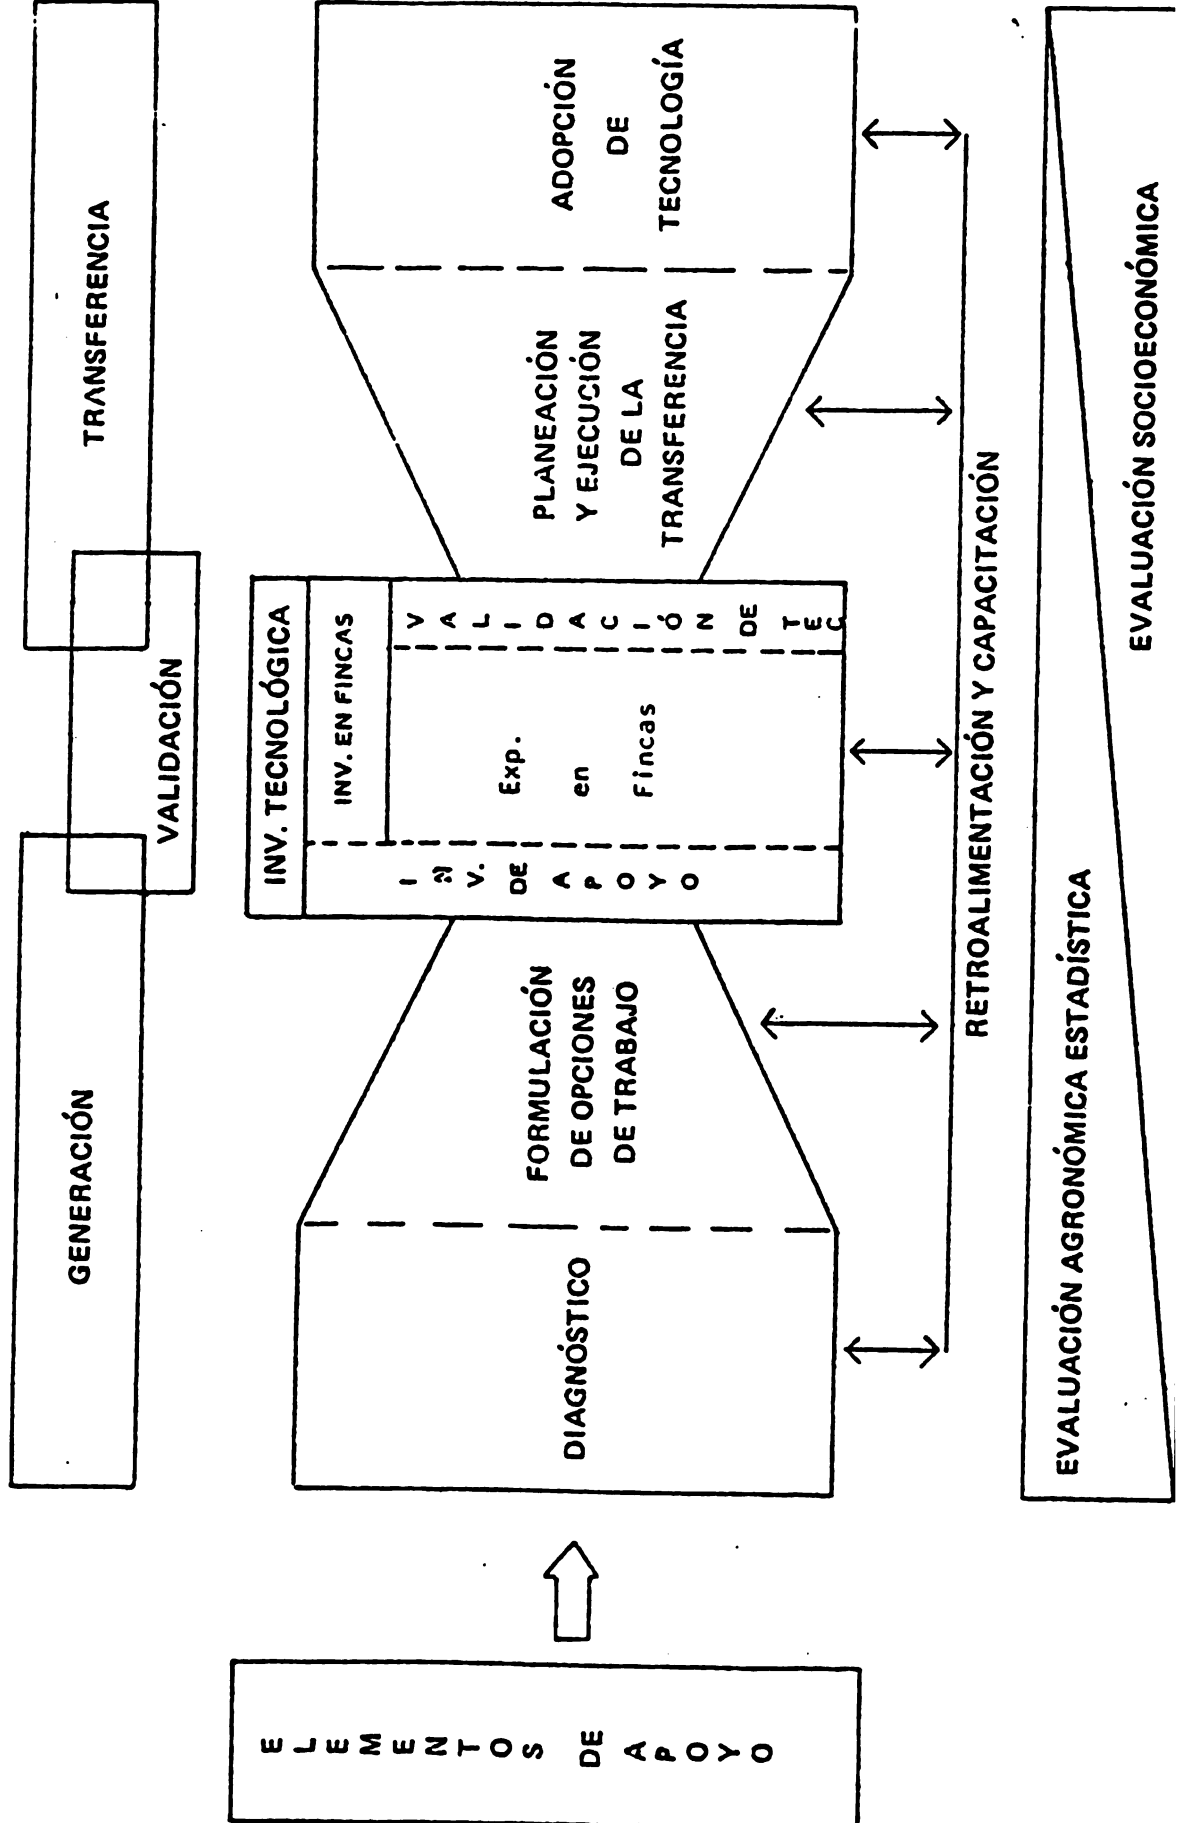 GENERACIÓN
VALIDACIÓN
TRANSFERENCIA
ELEMENTOS DE APOYO
DIAGNÓSTICO
FORMULACIÓN
DE OPCIONES
DE TRABAJO
INV. TECNOLÓGICA
INV. EN FINCAS
INV. DE APOYO
Exp.
en
Fincas
VALIDACIÓN DE TEC
PLANEACIÓN
Y EJECUCIÓN
DE LA
TRANSFERENCIA
ADOPCIÓN
DE
TECNOLOGÍA
RETROALIMENTACIÓN Y CAPACITACIÓN
EVALUACIÓN AGRONÓMICA ESTADÍSTICA
EVALUACIÓN SOCIOECONÓMICA